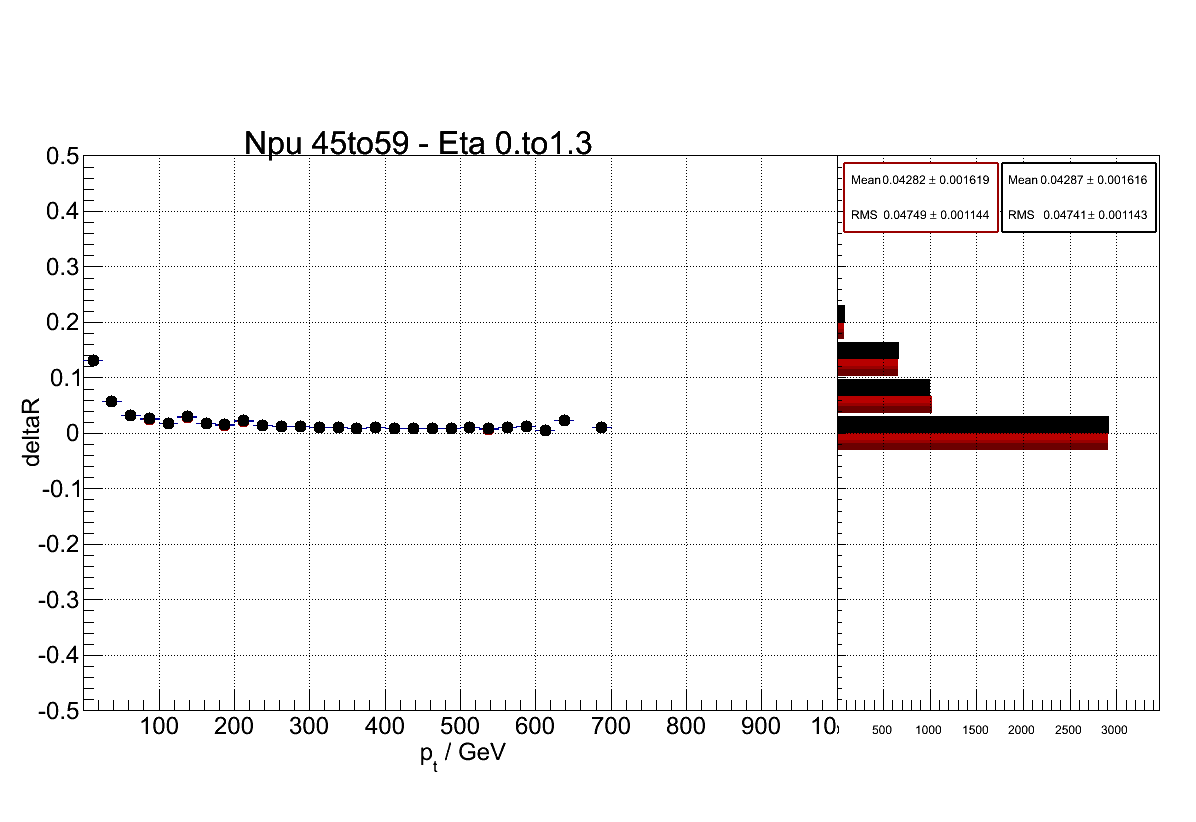 Npu 45to59 - Eta 0.to1.3
0.5
0.4
0.3
0.2
0.1
0
-0.1
-0.2
-0.3
-0.4
-0.5
deltaR
100 200 300 400 500 600 700 800 900 10
p_t / GeV
Mean 0.04282 ± 0.001619
RMS 0.04749 ± 0.001144
Mean 0.04287 ± 0.001616
RMS 0.04741 ± 0.001143
500 1000 1500 2000 2500 3000